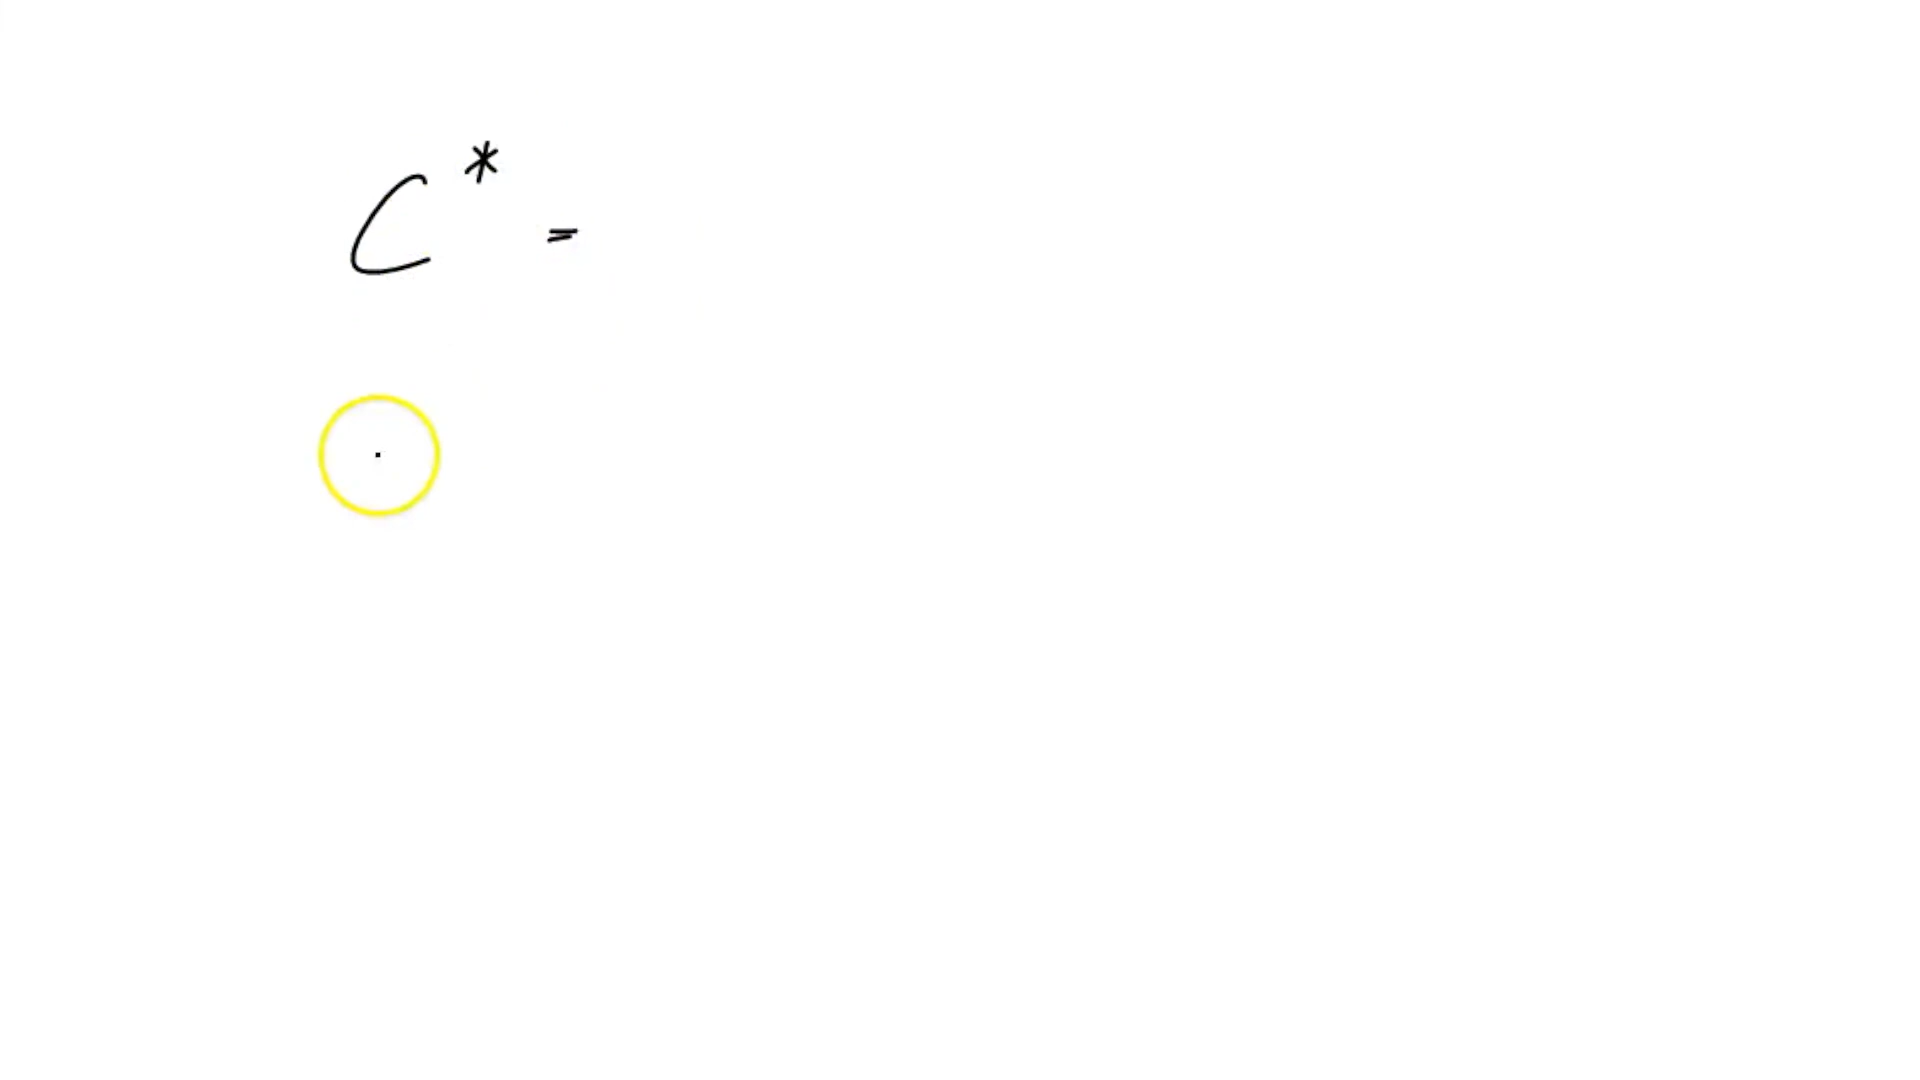 C* =